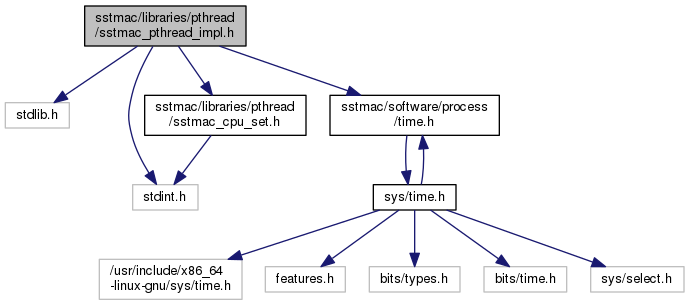 sstmac/libraries/pthread
/sstmac_pthread_impl.h
stdlib.h
sstmac/libraries/pthread
/sstmac_cpu_set.h
sstmac/software/process
/time.h
stdint.h
sys/time.h
/usr/include/x86_64
-linux-gnu/sys/time.h
features.h
bits/types.h
bits/time.h
sys/select.h